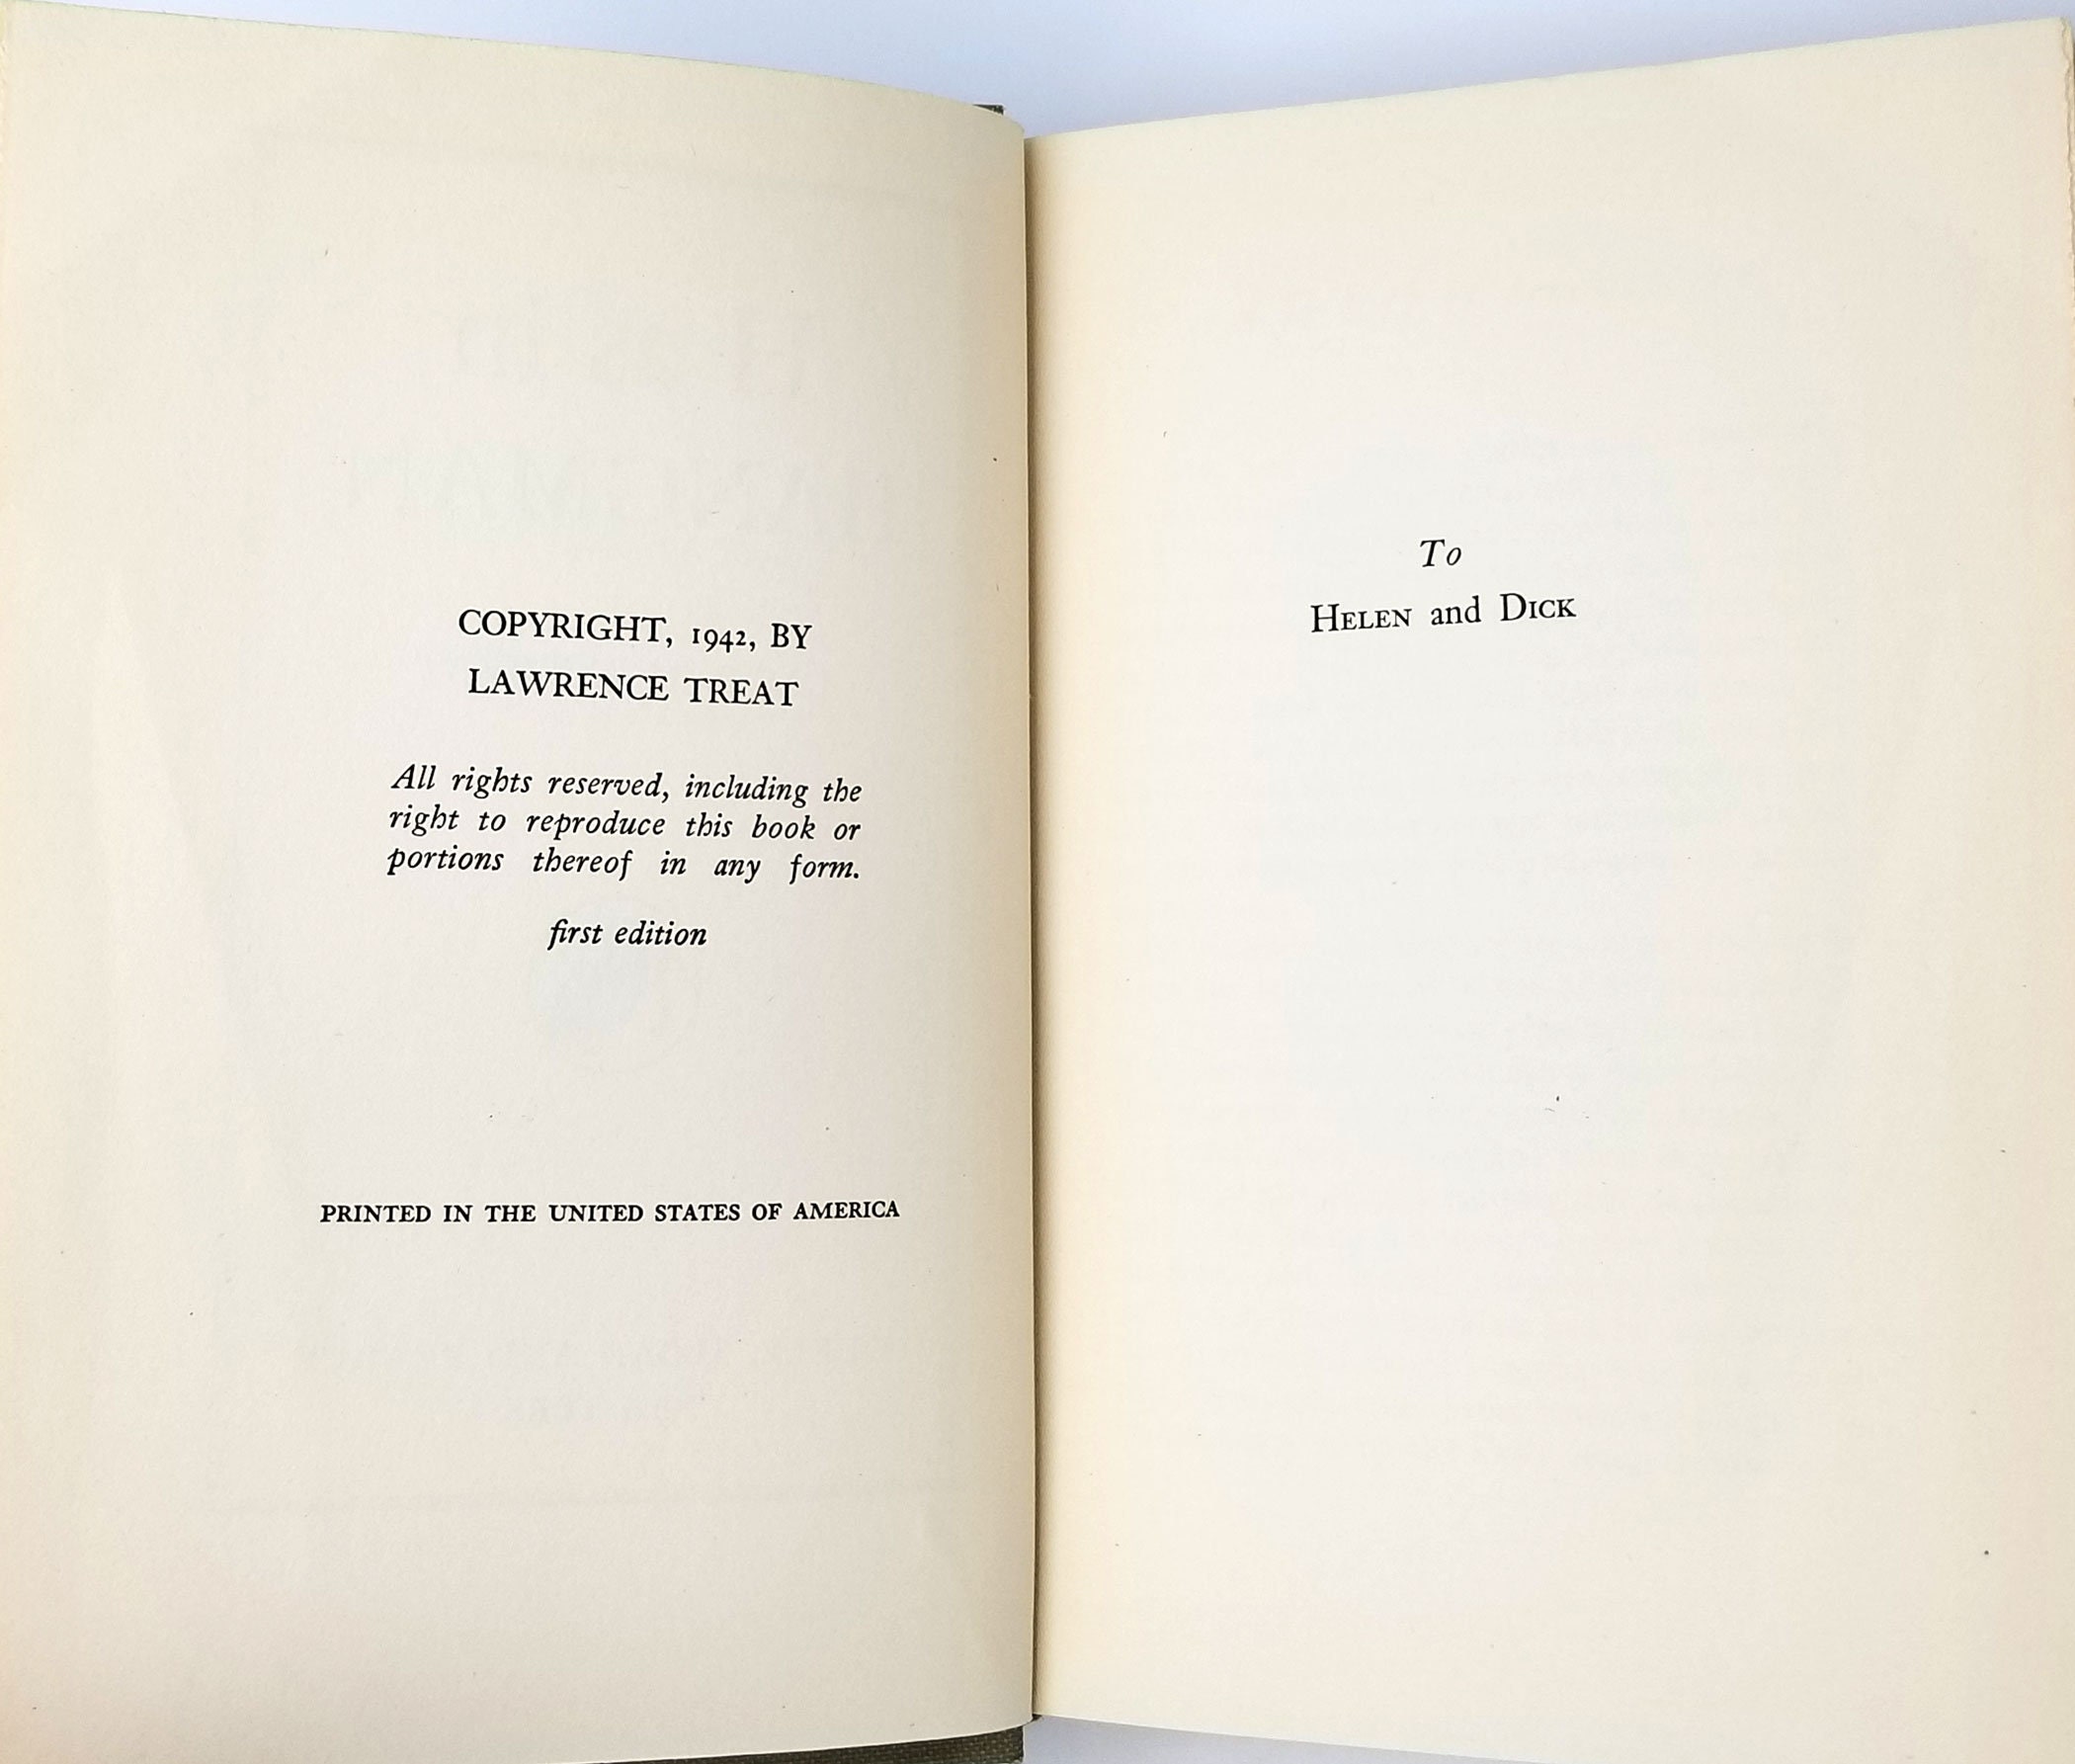 COPYRIGHT, 1942, BY
LAWRENCE TREAT
All rights reserved, including the
right to reproduce this book or
portions thereof in any form.
first edition
PRINTED IN THE UNITED STATES OF AMERICA
To
HELEN and DICK